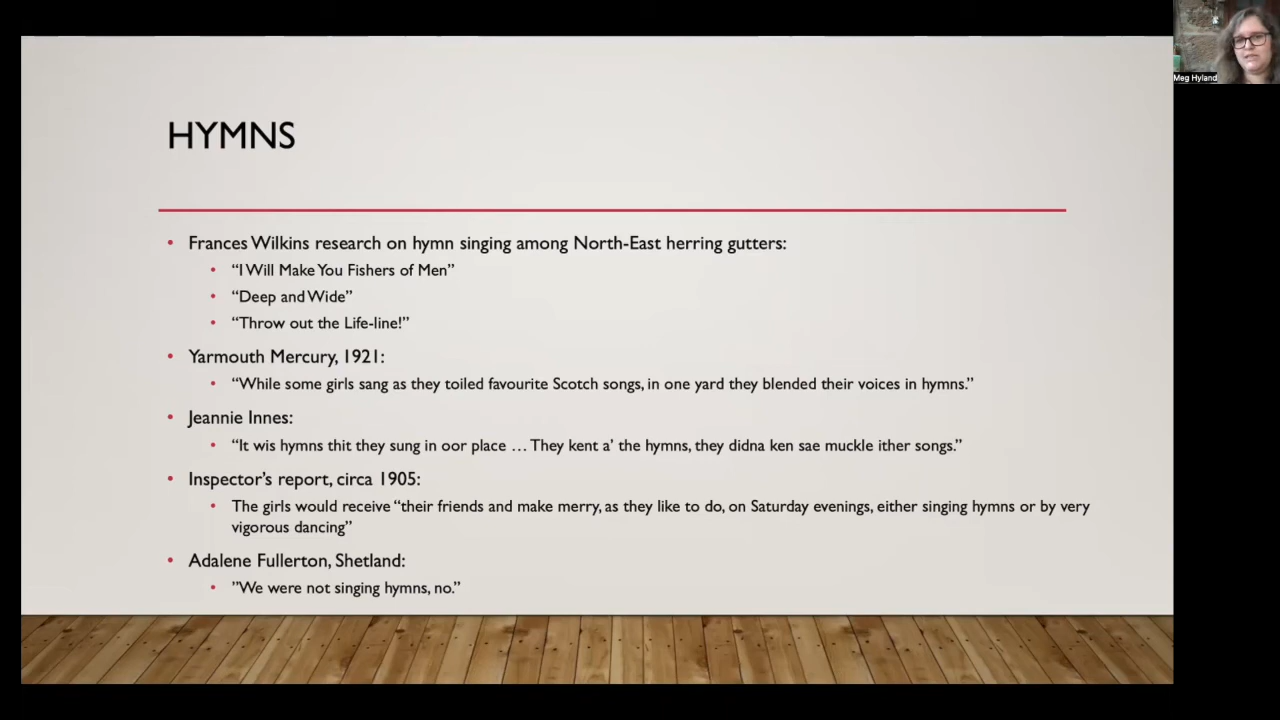 Meg Hyland
HYMNS
• Frances Wilkins research on hymn singing among North-East herring gutters:
• “I Will Make You Fishers of Men”
• “Deep and Wide”
• “Throw out the Life-line!”
• Yarmouth Mercury, 1921:
• “While some girls sang as they toiled favourite Scotch songs, in one yard they blended their voices in hymns.”
• Jeannie Innes:
• “It wis hymns thit they sung in oor place … They kent a’ the hymns, they didna ken sae muckle ither songs.”
• Inspector’s report, circa 1905:
• The girls would receive “their friends and make merry, as they like to do, on Saturday evenings, either singing hymns or by very
vigorous dancing”
• Adalene Fullerton, Shetland:
• ”We were not singing hymns, no.”